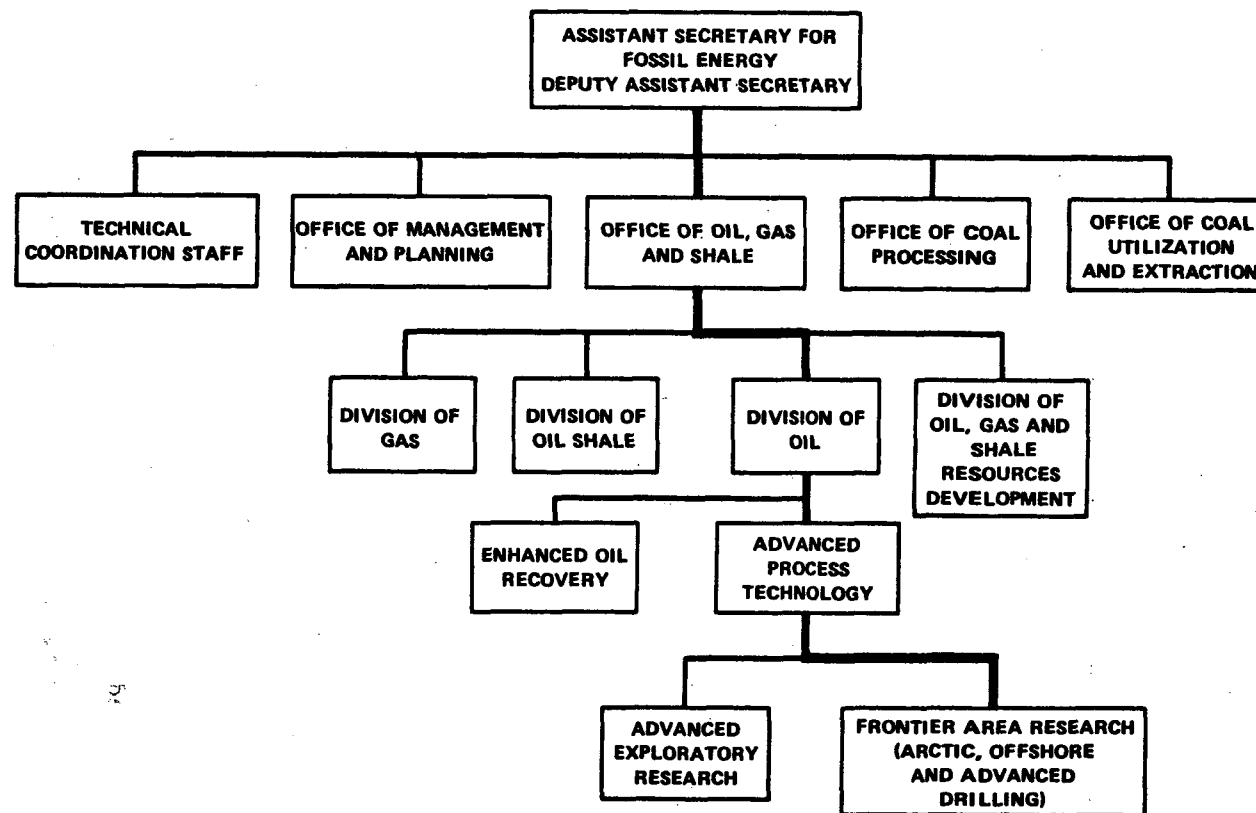 ASSISTANT SECRETARY FOR
FOSSIL ENERGY
DEPUTY ASSISTANT SECRETARY
TECHNICAL
COORDINATION STAFF
OFFICE OF MANAGEMENT
AND PLANNING
OFFICE OF OIL, GAS
AND SHALE
OFFICE OF COAL
PROCESSING
OFFICE OF COAL
UTILIZATION
AND EXTRACTION
DIVISION OF
GAS
DIVISION OF
OIL SHALE
DIVISION OF
OIL
DIVISION OF
OIL, GAS AND
SHALE
RESOURCES
DEVELOPMENT
ENHANCED OIL
RECOVERY
ADVANCED
PROCESS
TECHNOLOGY
ADVANCED
EXPLORATORY
RESEARCH
FRONTIER AREA RESEARCH
(ARCTIC, OFFSHORE
AND ADVANCED
DRILLING)